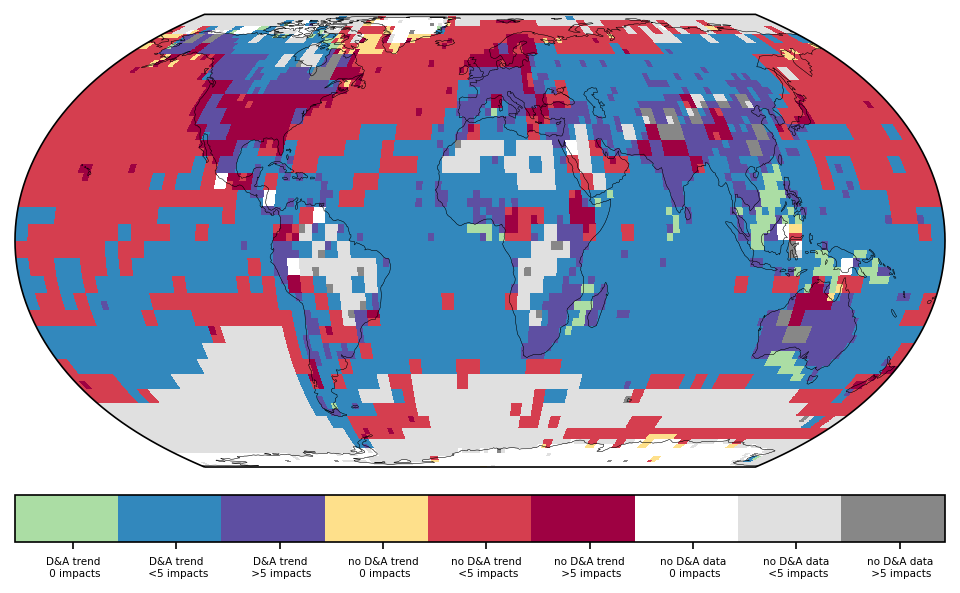 D&A trend
0 impacts
D&A trend
<5 impacts
D&A trend
>5 impacts
no D&A trend
0 impacts
no D&A trend
<5 impacts
no D&A trend
>5 impacts
no D&A data
0 impacts
no D&A data
<5 impacts
no D&A data
>5 impacts